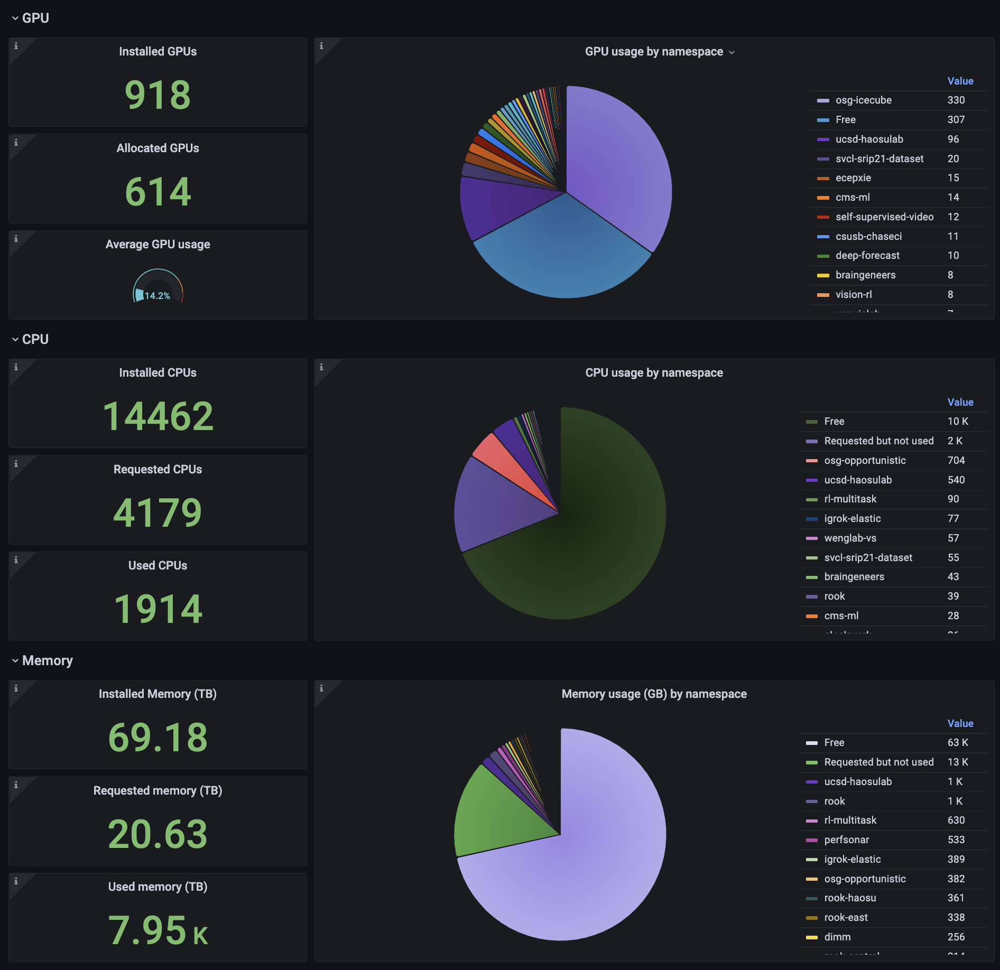 GPU
Installed GPUs
918
Allocated GPUs
614
Average GPU usage
14.2%
GPU usage by namespace
Value
osg-icecube 330
Free 307
ucsd-haosulab 96
svcl-srip21-dataset 20
ecepxie 15
cms-ml 14
self-supervised-video 12
csusb-chaseci 11
deep-forecast 10
braingeneers 8
vision-rl 8
CPU
Installed CPUs
14462
Requested CPUs
4179
Used CPUs
1914
CPU usage by namespace
Value
Free 10 K
Requested but not used 2 K
osg-opportunistic 704
ucsd-haosulab 540
rl-multitask 90
igrok-elastic 77
wenglab-vs 57
svcl-srip21-dataset 55
braingeneers 43
rook 39
cms-ml 28
Memory
Installed Memory (TB)
69.18
Requested memory (TB)
20.63
Used memory (TB)
7.95 K
Memory usage (GB) by namespace
Value
Free 63 K
Requested but not used 13 K
ucsd-haosulab 1 K
rook 1 K
rl-multitask 630
perfsonar 533
igrok-elastic 389
osg-opportunistic 382
rook-haosu 361
rook-east 338
dimm 256